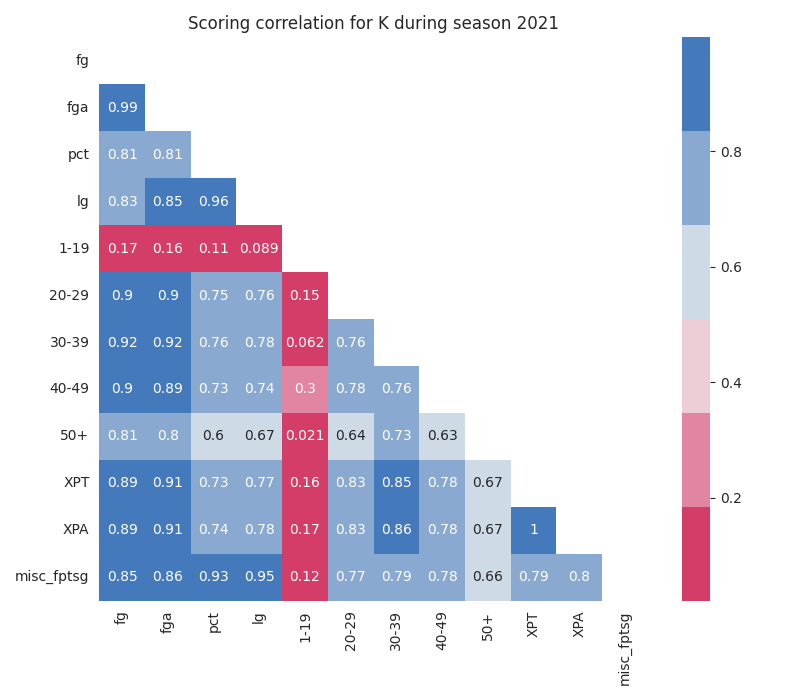 Scoring correlation for K during season 2021
fg
fga 0.99
pct 0.81 0.81
lg 0.83 0.85 0.96
1-19 0.17 0.16 0.11 0.089
20-29 0.9 0.9 0.75 0.76 0.15
30-39 0.92 0.92 0.76 0.78 0.062 0.76
40-49 0.9 0.89 0.73 0.74 0.3 0.78 0.76
50+ 0.81 0.8 0.6 0.67 0.021 0.64 0.73 0.63
XPT 0.89 0.91 0.73 0.77 0.16 0.83 0.85 0.78 0.67
XPA 0.89 0.91 0.74 0.78 0.17 0.83 0.86 0.78 0.67 1
misc_fptsg 0.85 0.86 0.93 0.95 0.12 0.77 0.79 0.78 0.66 0.79 0.8
fg fga pct lg 1-19 20-29 30-39 40-49 50+ XPT XPA misc_fptsg
0.8
0.6
0.4
0.2